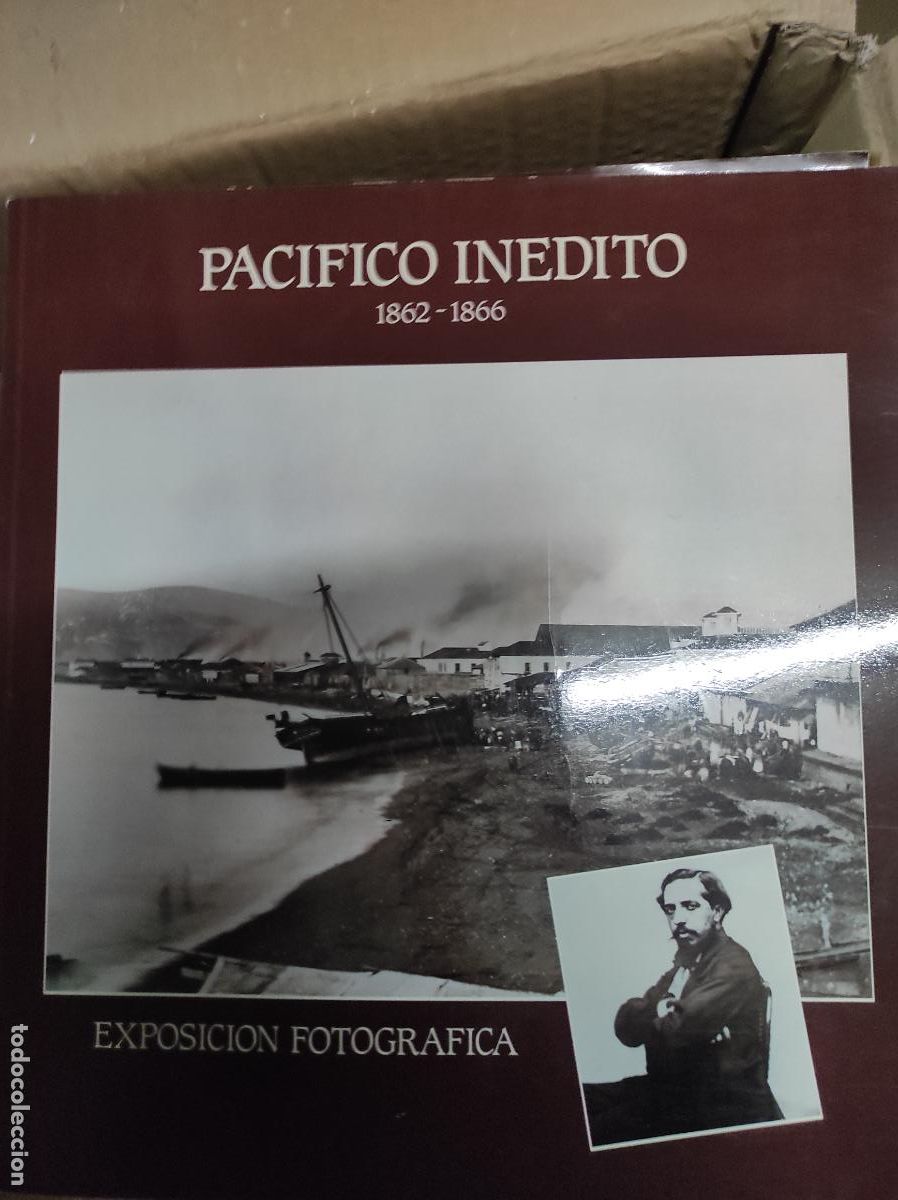 PACIFICO INEDITO
1862-1866
EXPOSICION FOTOGRAFICA
todocoleccion